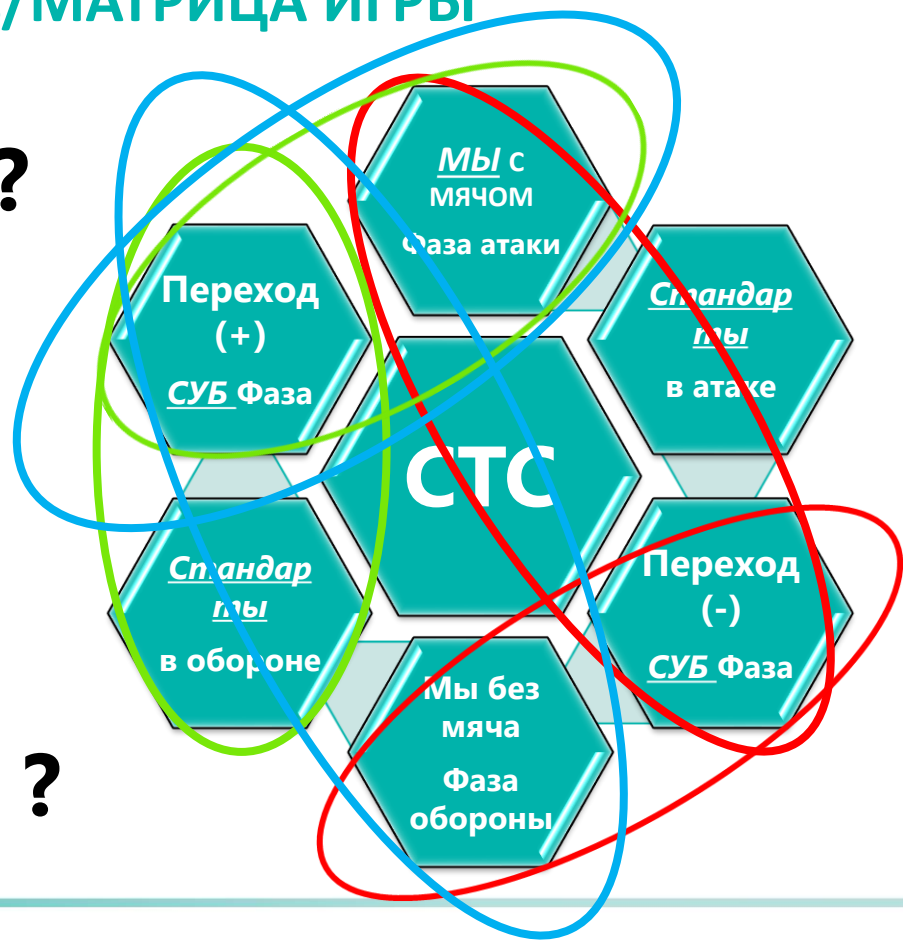 /МАТРИЦА ИГРЫ
?
МЫ с
мячом
Фаза атаки
Переход
(+)
СУБ Фаза
Стандар
ты
в атаке
СТС
Стандар
ты
в обороне
Переход
(-)
СУБ Фаза
Мы без
мяча
Фаза
обороны
?